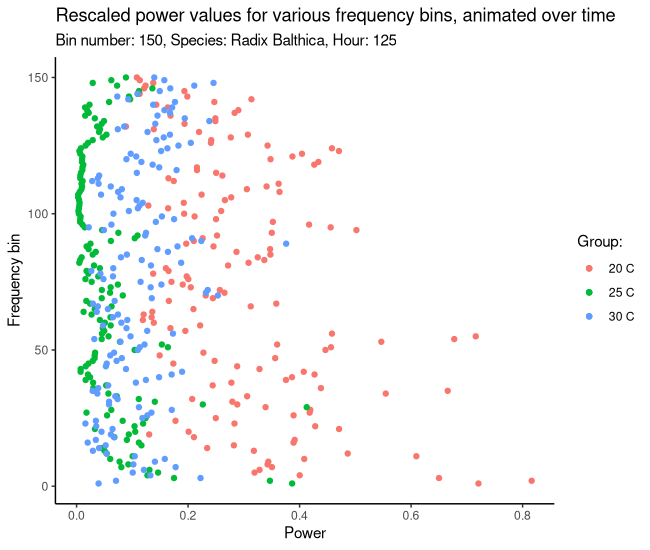 Rescaled power values for various frequency bins, animated over time
Bin number: 150, Species: Radix Balthica, Hour: 125
150
100
50
0
Frequency bin
0.0 0.2 0.4 0.6 0.8
Power
Group:
20 C
25 C
30 C